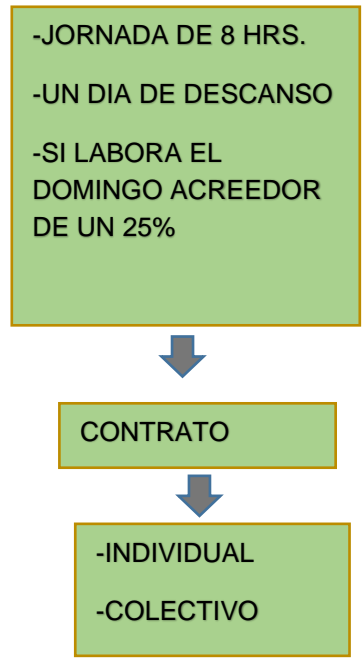 -JORNADA DE 8 HRS.
-UN DIA DE DESCANSO
-SI LABORA EL
DOMINGO ACREEDOR
DE UN 25%
CONTRATO
-INDIVIDUAL
-COLECTIVO